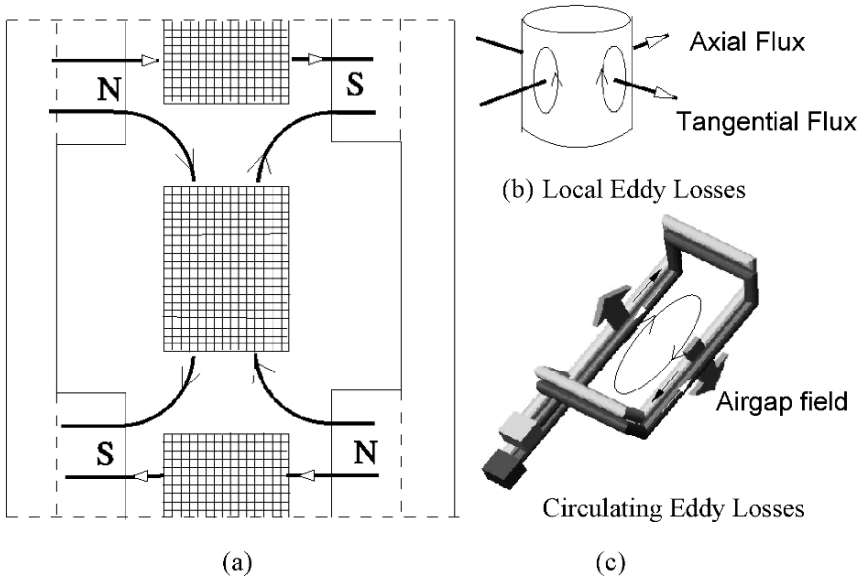 N
S
S
N
(a)
Axial Flux
Tangential Flux
(b) Local Eddy Losses
Airgap field
Circulating Eddy Losses
(c)